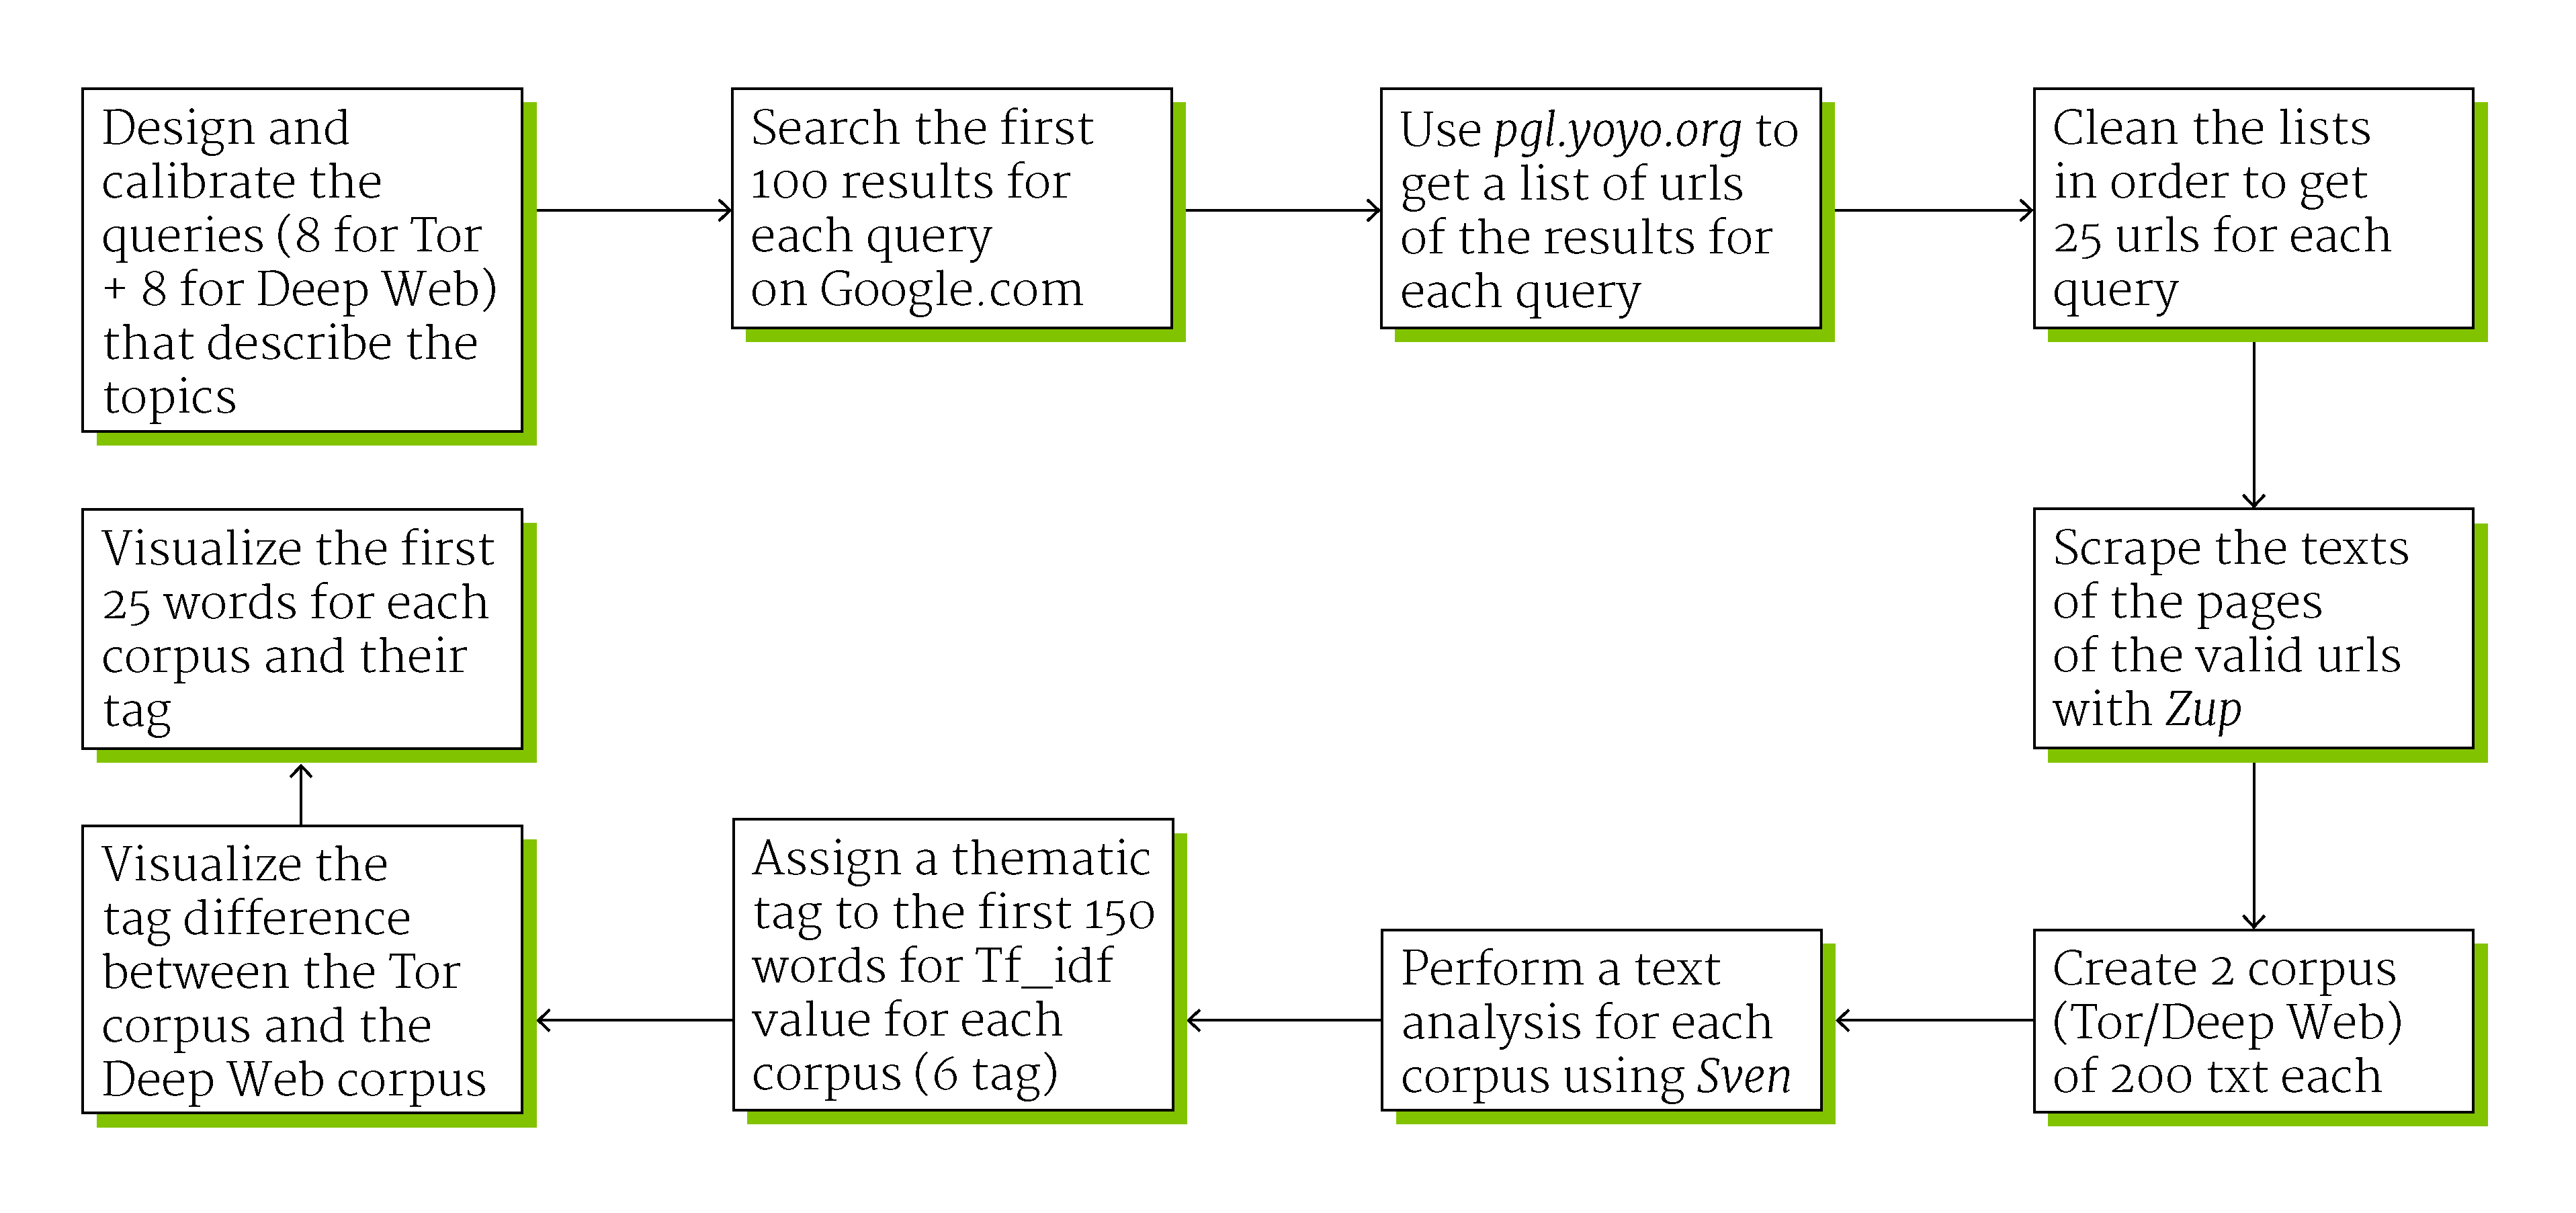 Design and
calibrate the
queries (8 for Tor
+ 8 for Deep Web)
that describe the
topics
Search the first
100 results for
each query
on Google.com
Use pgl.yoyo.org to
get a list of urls
of the results for
each query
Clean the lists
in order to get
25 urls for each
query
Scrape the texts
of the pages
of the valid urls
with Zup
Create 2 corpus
(Tor/Deep Web)
of 200 txt each
Perform a text
analysis for each
corpus using Sven
Assign a thematic
tag to the first 150
words for Tf_idf
value for each
corpus (6 tag)
Visualize the
tag difference
between the Tor
corpus and the
Deep Web corpus
Visualize the first
25 words for each
corpus and their
tag